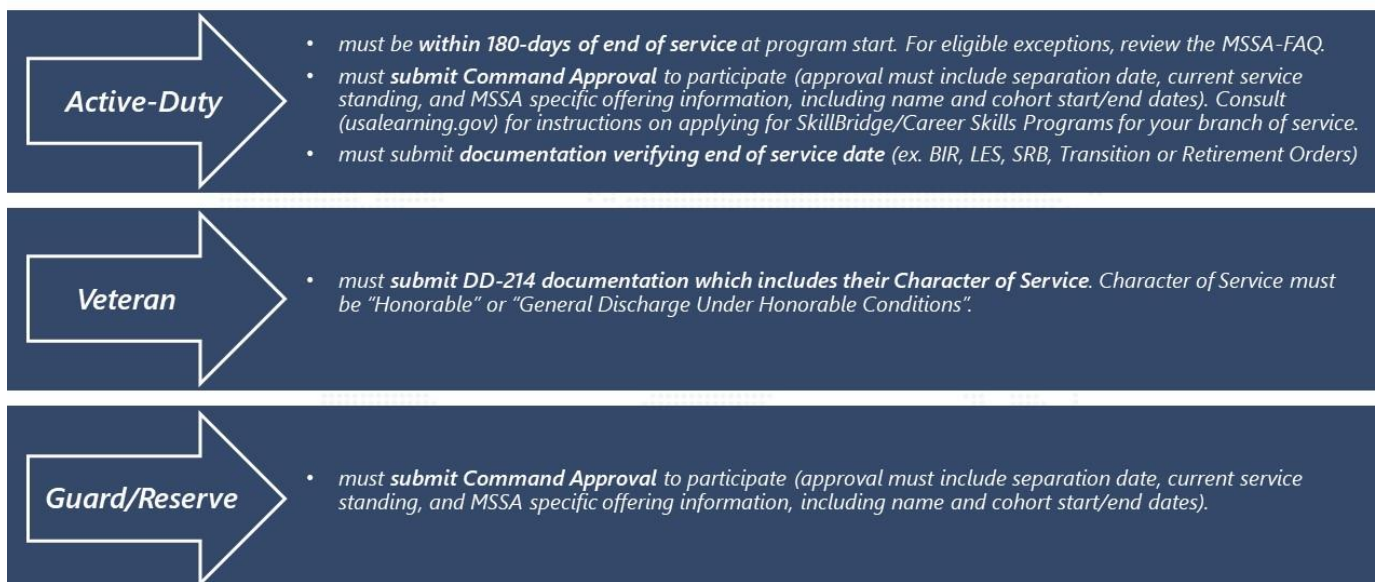 Active-Duty
• must be within 180-days of end of service at program start. For eligible exceptions, review the MSSA-FAQ.
• must submit Command Approval to participate (approval must include separation date, current service
standing, and MSSA specific offering information, including name and cohort start/end dates). Consult
(usalearning.gov) for instructions on applying for SkillBridge/Career Skills Programs for your branch of service.
• must submit documentation verifying end of service date (ex. BIR, LES, SRB, Transition or Retirement Orders)
Veteran
• must submit DD-214 documentation which includes their Character of Service. Character of Service must
be “Honorable” or “General Discharge Under Honorable Conditions”.
Guard/Reserve
• must submit Command Approval to participate (approval must include separation date, current service
standing, and MSSA specific offering information, including name and cohort start/end dates).